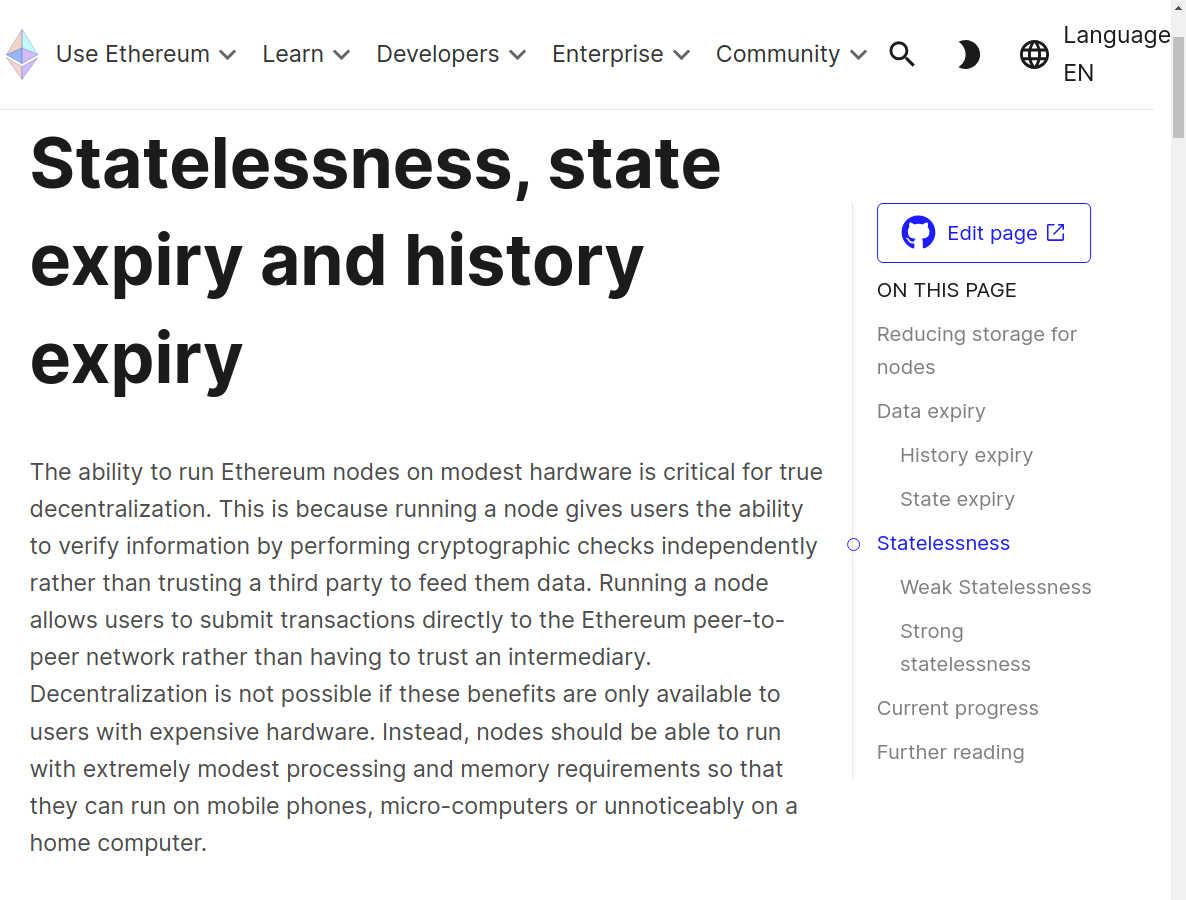 Use Ethereum
Learn
Developers
Enterprise
Community
Language
EN
Statelessness, state
expiry and history
expiry
The ability to run Ethereum nodes on modest hardware is critical for true
decentralization. This is because running a node gives users the ability
to verify information by performing cryptographic checks independently
rather than trusting a third party to feed them data. Running a node
allows users to submit transactions directly to the Ethereum peer-to-
peer network rather than having to trust an intermediary.
Decentralization is not possible if these benefits are only available to
users with expensive hardware. Instead, nodes should be able to run
with extremely modest processing and memory requirements so that
they can run on mobile phones, micro-computers or unnoticeably on a
home computer.
Edit page
ON THIS PAGE
Reducing storage for
nodes
Data expiry
History expiry
State expiry
Statelessness
Weak Statelessness
Strong
statelessness
Current progress
Further reading